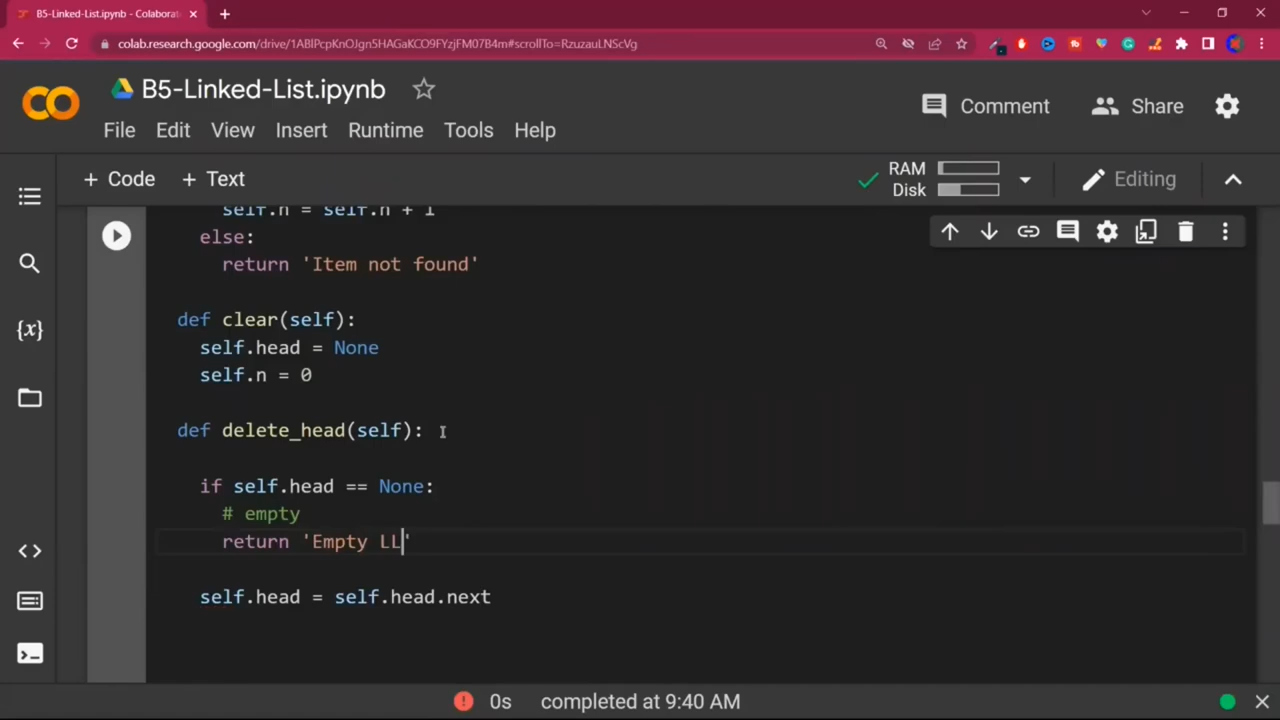 B5-Linked-List.ipynb - Colaborat
colab.research.google.com/drive/1ABlPcpKnOJgn5HAGaKCO9FYzjFM07B4m#scrollTo=RzuzauLNScVg
B5-Linked-List.ipynb
Comment
Share
File Edit View Insert Runtime Tools Help
+ Code + Text
RAM
Disk
Editing
self.n = self.n + 1
else:
return 'Item not found'
def clear(self):
self.head = None
self.n = 0
def delete_head(self):
if self.head == None:
# empty
return 'Empty LL'
self.head = self.head.next
{x}
0s completed at 9:40 AM